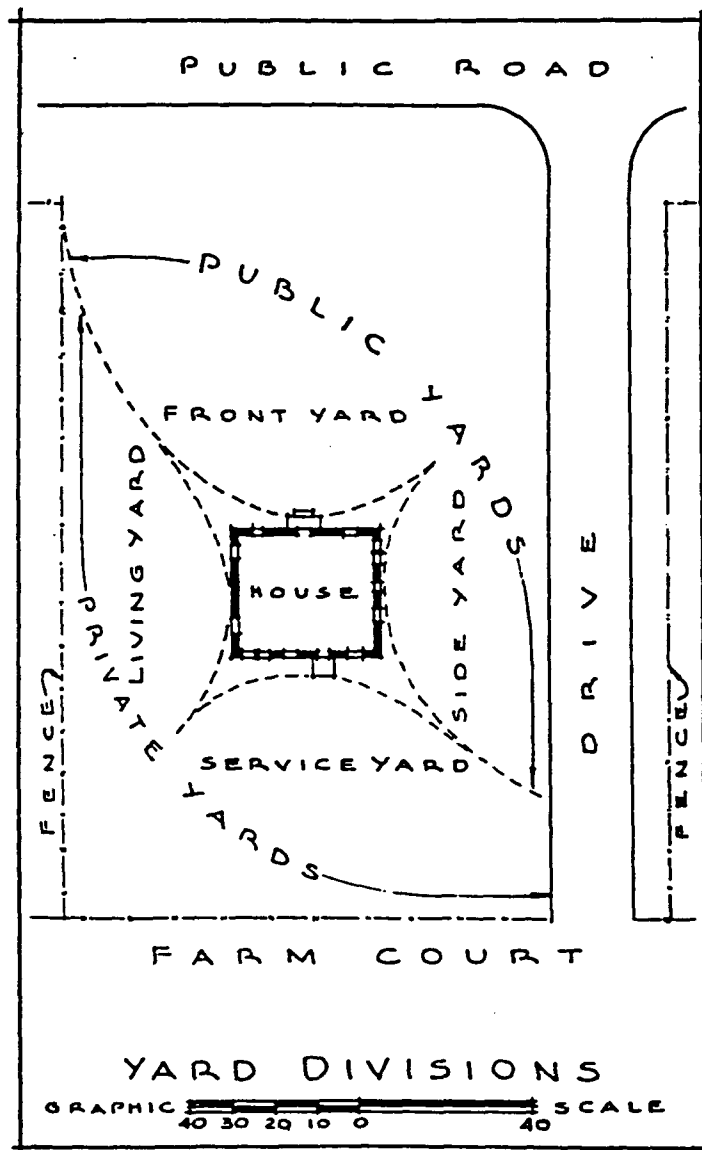 PUBLIC ROAD
PUBLIC YARDS
FRONT YARD
LIVING YARD
HOUSE
SIDE YARD
DRIVE
PRIVATE YARDS
FENCE
SERVICE YARD
FENCE
FARM COURT
YARD DIVISIONS
GRAPHIC SCALE
40 30 20 10 0 40